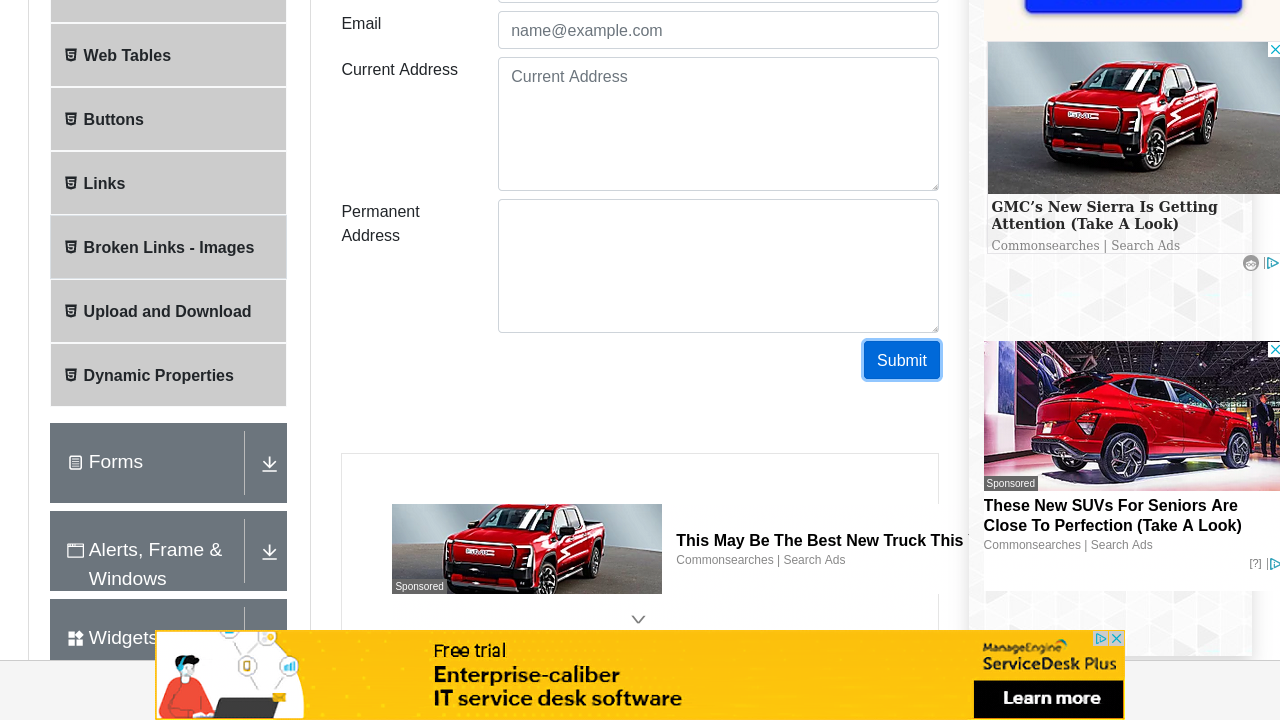 Email
name@example.com
Web Tables
Current Address
Current Address
Buttons
Links
Permanent
Address
Broken Links - Images
Upload and Download
Submit
Dynamic Properties
Forms
Alerts, Frame &
Windows
Widgets
Sponsored
This May Be The Best New Truck This
Commonsearches | Search Ads
GMC
GMC's New Sierra Is Getting
Attention (Take A Look)
Commonsearches | Search Ads
Sponsored
These New SUVs For Seniors Are
Close To Perfection (Take A Look)
Commonsearches | Search Ads
[?]
Free trial
Enterprise-caliber
IT service desk software
ManageEngine
ServiceDesk Plus
Learn more